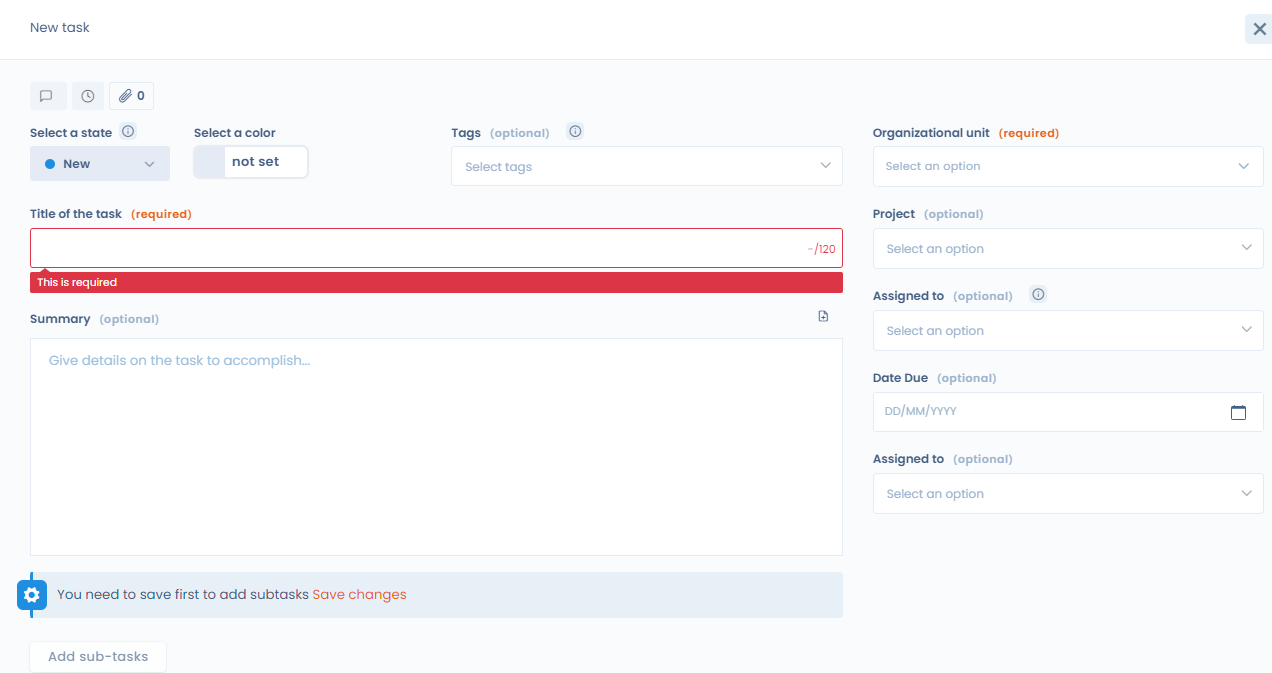 New task
0
Select a state
Select a color
Tags (optional)
Organizational unit (required)
New
not set
Select tags
Select an option
Title of the task (required)
Project (optional)
-/120
Select an option
This is required
Assigned to (optional)
Summary (optional)
Select an option
Give details on the task to accomplish...
Date Due (optional)
DD/MM/YYYY
Assigned to (optional)
Select an option
You need to save first to add subtasks Save changes
Add sub-tasks